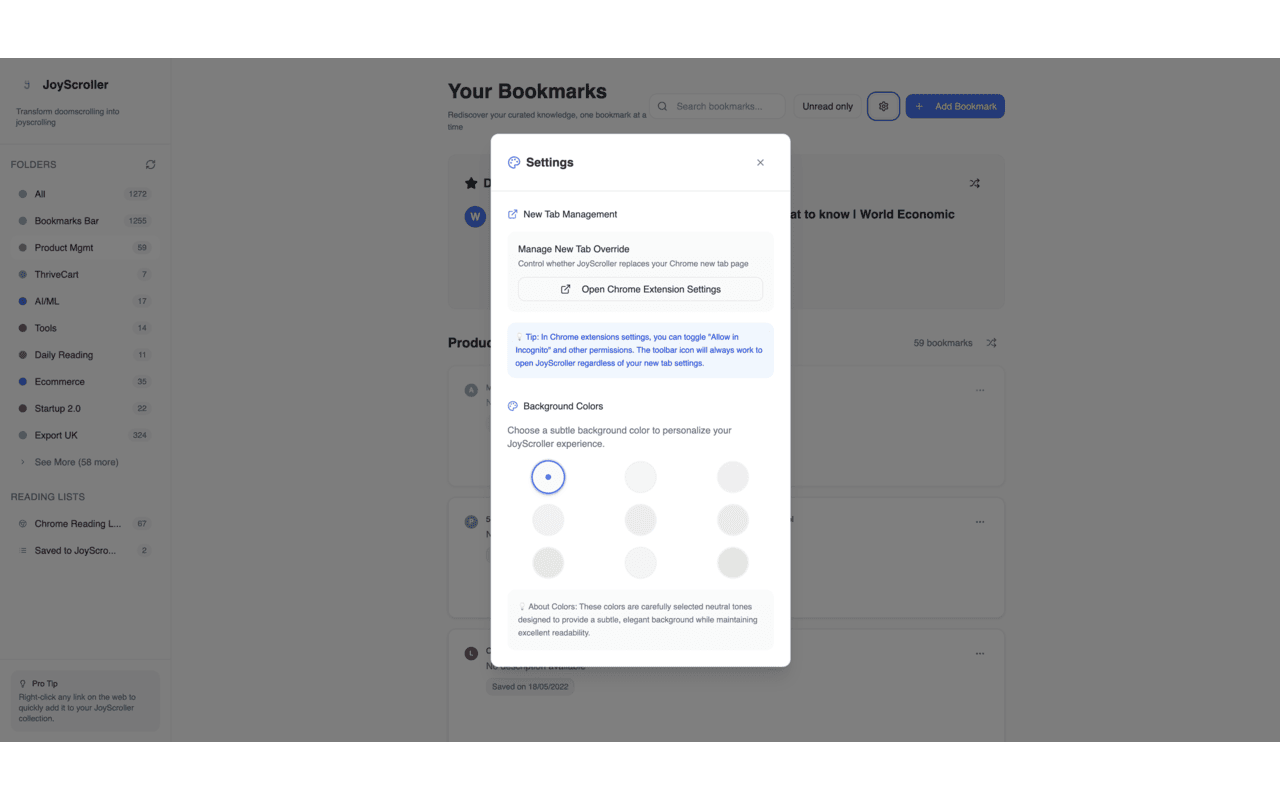 JoyScroller
Transform doomscrolling into
joyscrolling
FOLDERS
All 1272
Bookmarks Bar 1255
Product Mgmt 59
ThriveCart 7
AI/ML 17
Tools 14
Daily Reading 11
Ecommerce 35
Startup 2.0 22
Export UK 324
See More (58 more)
READING LISTS
Chrome Reading L... 67
Saved to JoyScro... 2
Pro Tip
Right-click any link on the web to
quickly add it to your JoyScroller
collection.
Your Bookmarks
Rediscover your curated knowledge, one bookmark at a
time
Search bookmarks...
Unread only
Add Bookmark
W
at to know | World Economic
Produc
59 bookmarks
A
P
L
No description available
Saved on 18/05/2022
Settings
New Tab Management
Manage New Tab Override
Control whether JoyScroller replaces your Chrome new tab page
Open Chrome Extension Settings
Tip: In Chrome extensions settings, you can toggle "Allow in
Incognito" and other permissions. The toolbar icon will always work to
open JoyScroller regardless of your new tab settings.
Background Colors
Choose a subtle background color to personalize your
JoyScroller experience.
About Colors: These colors are carefully selected neutral tones
designed to provide a subtle, elegant background while maintaining
excellent readability.